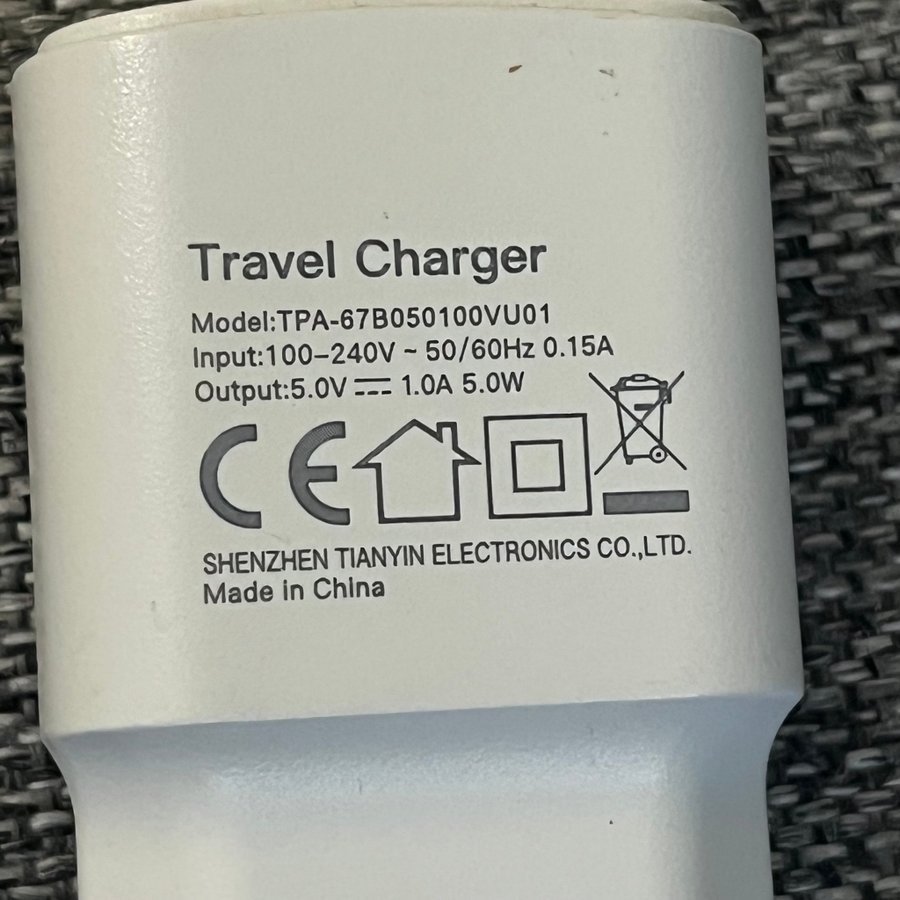 Travel Charger
Model:TPA-67B050100VU01
Input:100-240V ~ 50/60Hz 0.15A
Output:5.0V ⎓ 1.0A 5.0W
CE
SHENZHEN TIANYIN ELECTRONICS CO.,LTD.
Made in China